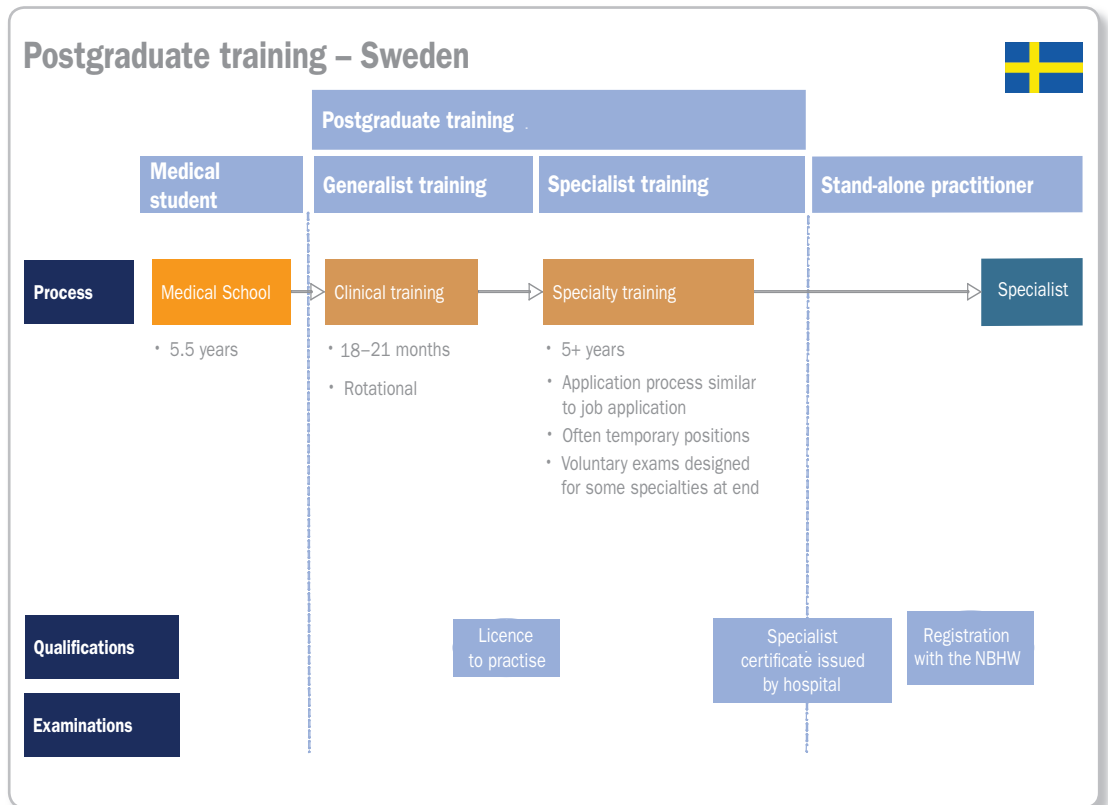 Postgraduate training – Sweden
Postgraduate training
Medical
student
Generalist training
Specialist training
Stand-alone practitioner
Process
Medical School
Clinical training
Specialty training
Specialist
• 5.5 years
• 18–21 months
• Rotational
• 5+ years
• Application process similar
to job application
• Often temporary positions
• Voluntary exams designed
for some specialties at end
Qualifications
Licence
to practise
Specialist
certificate issued
by hospital
Registration
with the NBHW
Examinations